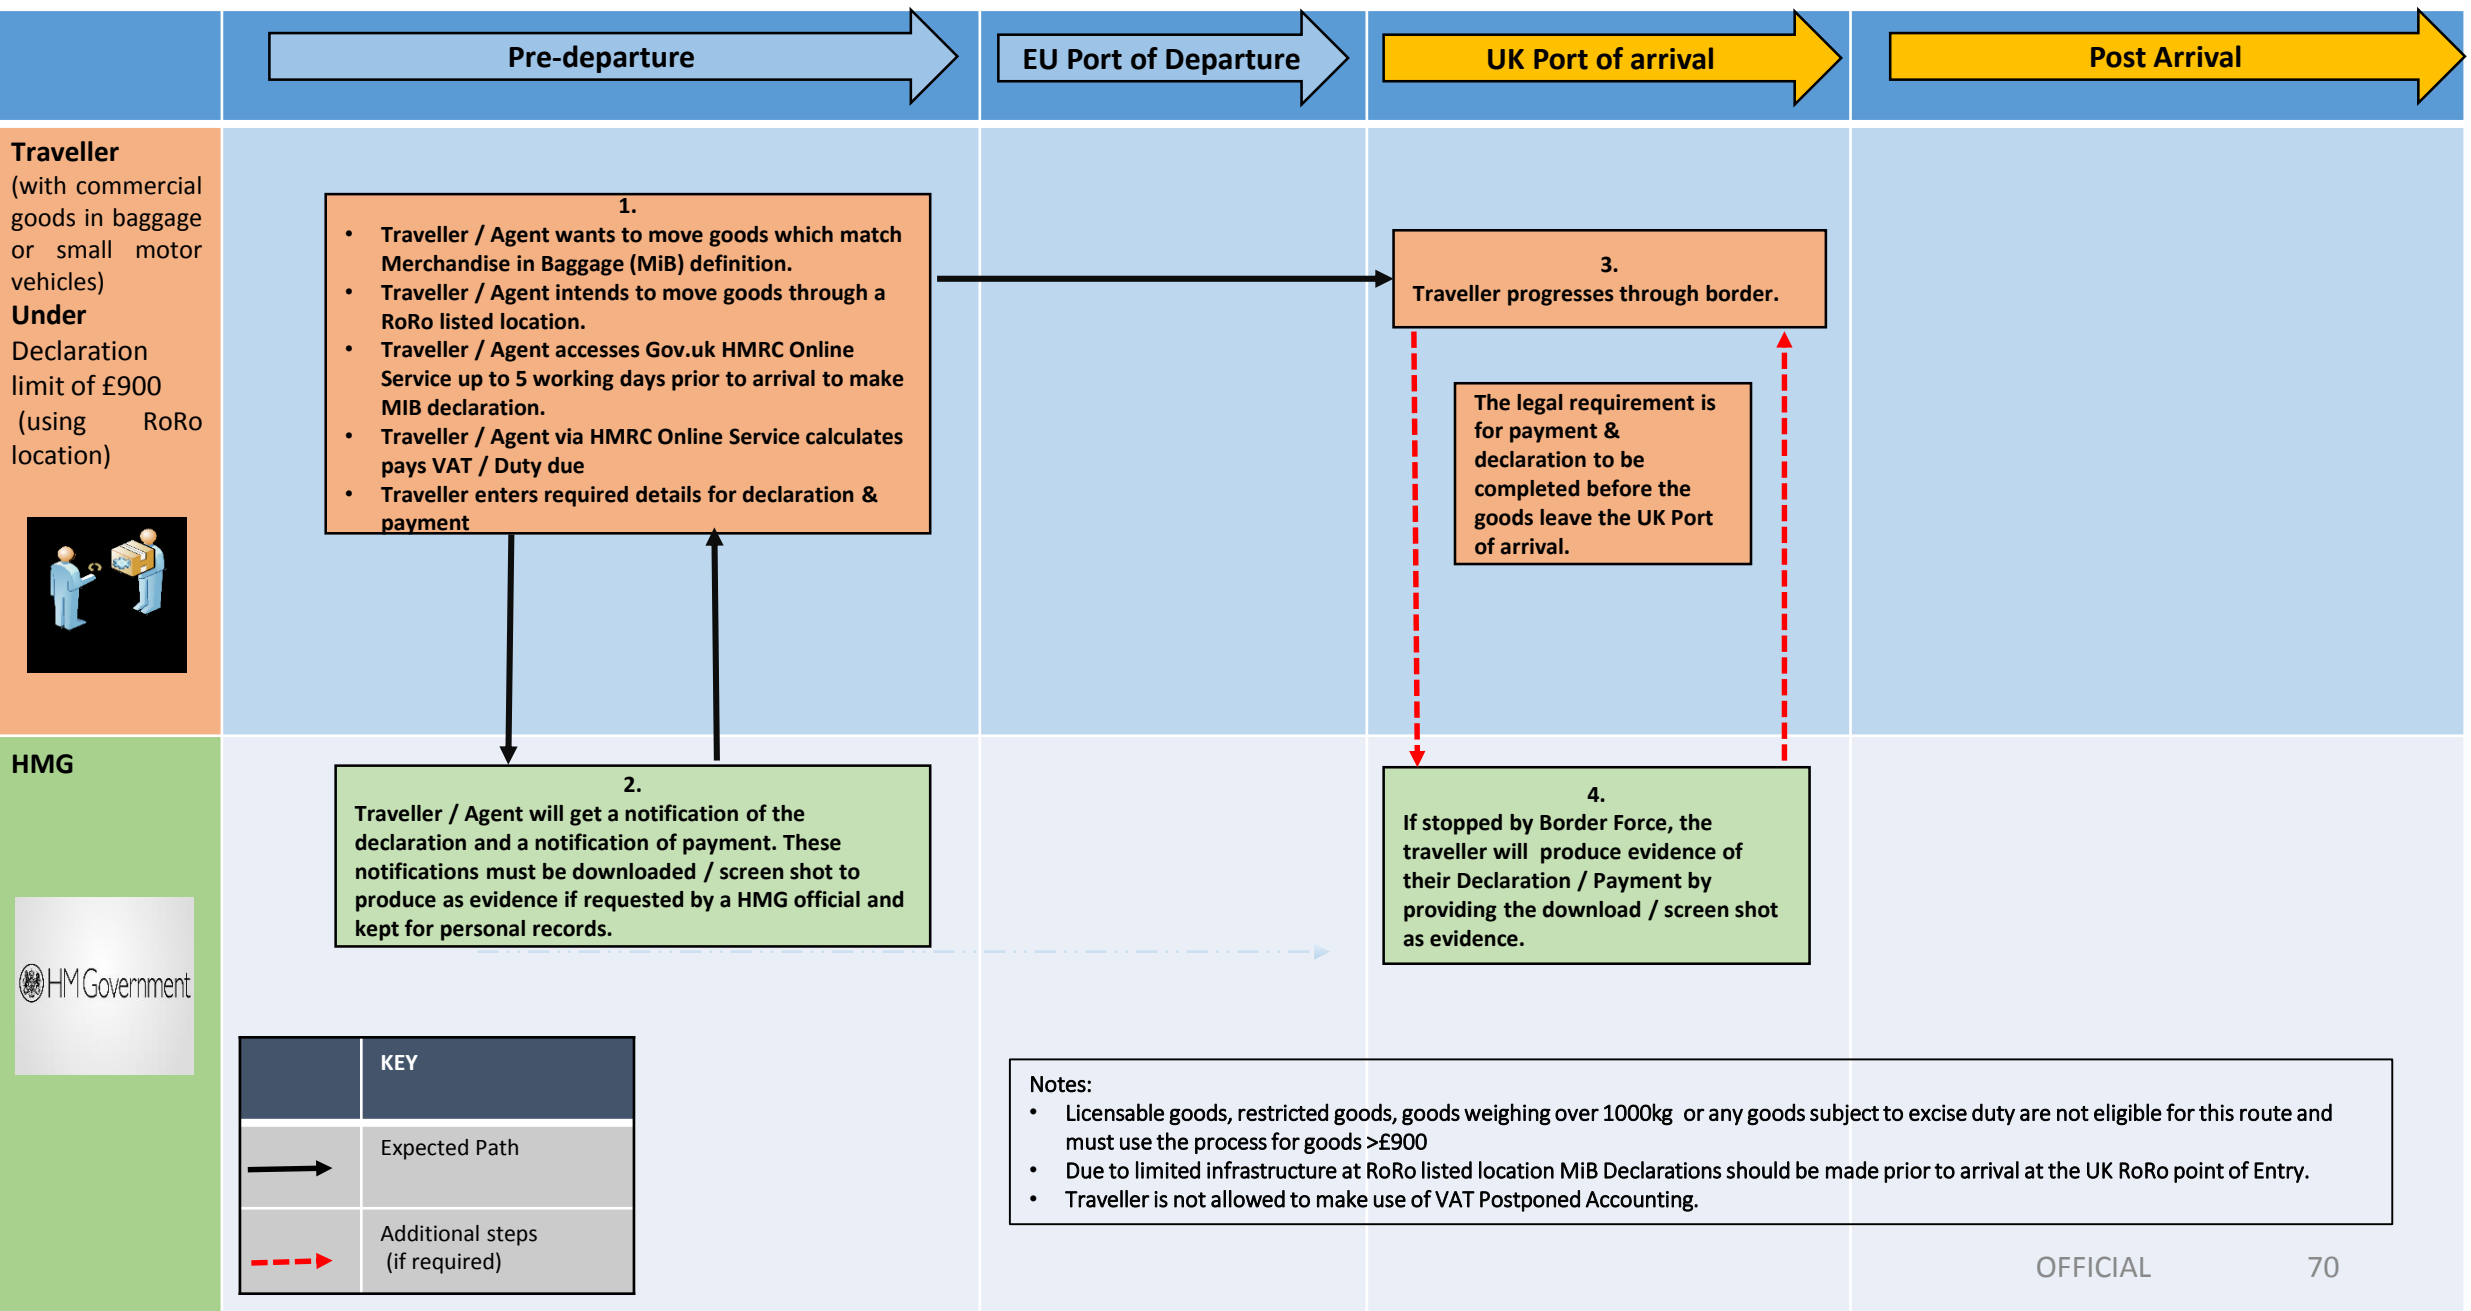 Pre-departure
EU Port of Departure
UK Port of arrival
Post Arrival
Traveller
(with commercial
goods in baggage
or small motor
vehicles)
Under
Declaration
limit of £900
(using RoRo
location)
1.
• Traveller / Agent wants to move goods which match
Merchandise in Baggage (MiB) definition.
• Traveller / Agent intends to move goods through a
RoRo listed location.
• Traveller / Agent accesses Gov.uk HMRC Online
Service up to 5 working days prior to arrival to make
MIB declaration.
• Traveller / Agent via HMRC Online Service calculates
pays VAT / Duty due
• Traveller enters required details for declaration &
payment
3.
Traveller progresses through border.
The legal requirement is
for payment &
declaration to be
completed before the
goods leave the UK Port
of arrival.
HMG
HM Government
2.
Traveller / Agent will get a notification of the
declaration and a notification of payment. These
notifications must be downloaded / screen shot to
produce as evidence if requested by a HMG official and
kept for personal records.
4.
If stopped by Border Force, the
traveller will produce evidence of
their Declaration / Payment by
providing the download / screen shot
as evidence.
KEY
Expected Path
Additional steps
(if required)
Notes:
• Licensable goods, restricted goods, goods weighing over 1000kg or any goods subject to excise duty are not eligible for this route and
must use the process for goods >£900
• Due to limited infrastructure at RoRo listed location MiB Declarations should be made prior to arrival at the UK RoRo point of Entry.
• Traveller is not allowed to make use of VAT Postponed Accounting.
OFFICIAL
70